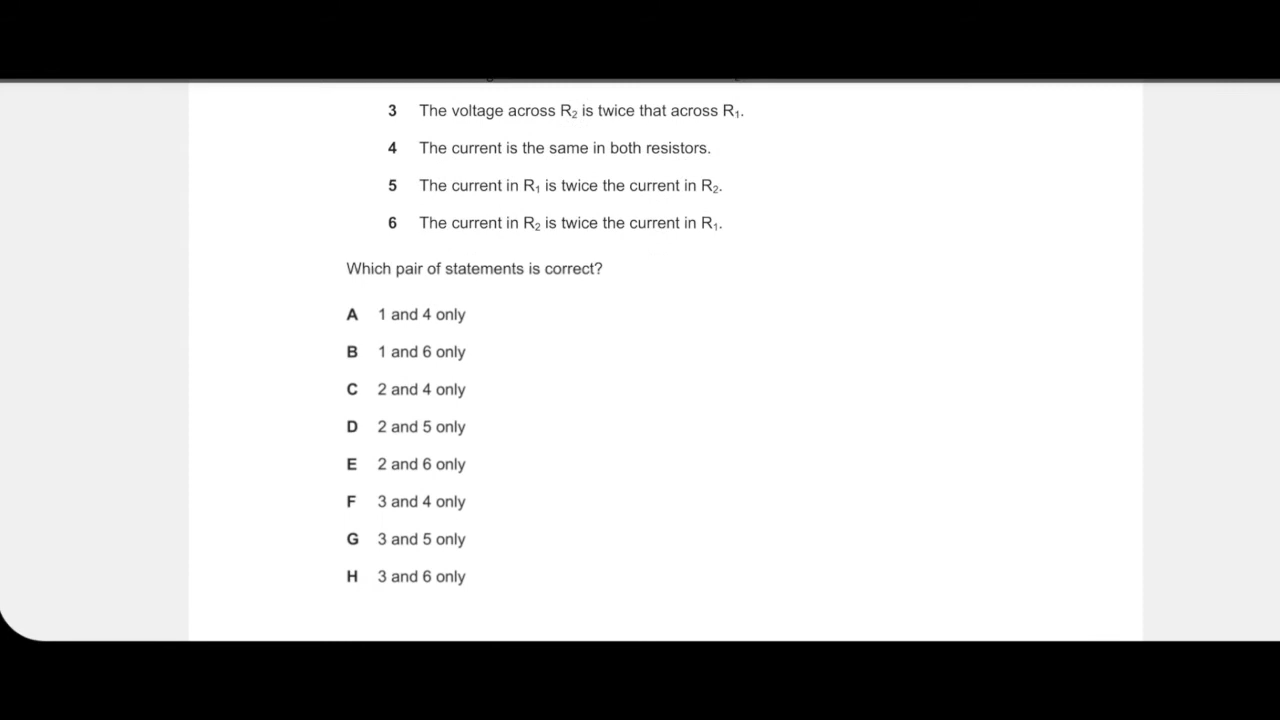 3 The voltage across R₂ is twice that across R₁.
4 The current is the same in both resistors.
5 The current in R₁ is twice the current in R₂.
6 The current in R₂ is twice the current in R₁.
Which pair of statements is correct?
A 1 and 4 only
B 1 and 6 only
C 2 and 4 only
D 2 and 5 only
E 2 and 6 only
F 3 and 4 only
G 3 and 5 only
H 3 and 6 only